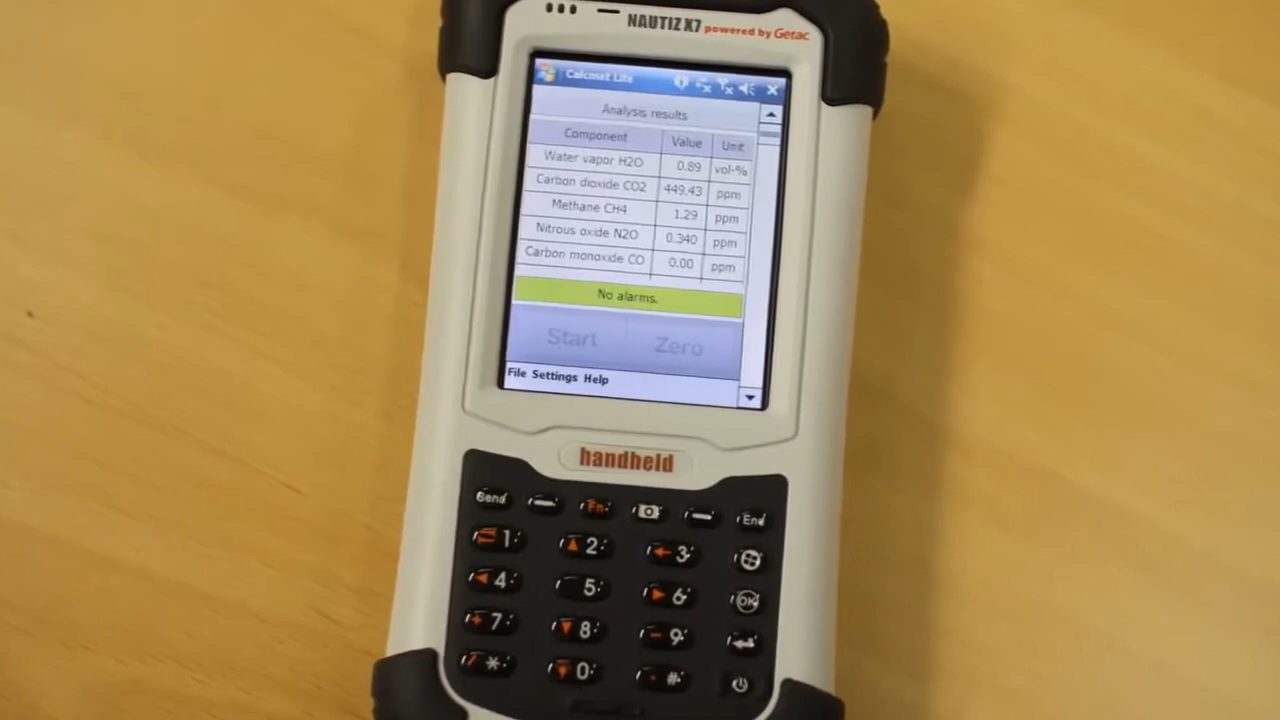 NAUTIZ X7 powered by Getac
Calcmet Lite
Analysis results
Component Value Unit
Water vapor H2O 0.89 vol-%
Carbon dioxide CO2 449.43 ppm
Methane CH4 1.29 ppm
Nitrous oxide N2O 0.340 ppm
Carbon monoxide CO 0.00 ppm
No alarms.
Start Zero
File Settings Help
handheld
Send Fn End
1 2 3
4 5 6 OK
7 8 9
* 0 #